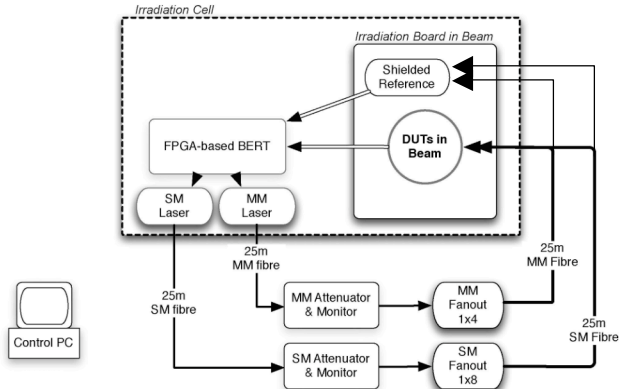 Irradiation Cell
Irradiation Board in Beam
Shielded
Reference
FPGA-based BERT
DUTs in
Beam
SM
Laser
MM
Laser
25m
MM fibre
25m
MM Fibre
25m
SM fibre
MM Attenuator
& Monitor
MM
Fanout
1x4
25m
SM Fibre
Control PC
SM Attenuator
& Monitor
SM
Fanout
1x8